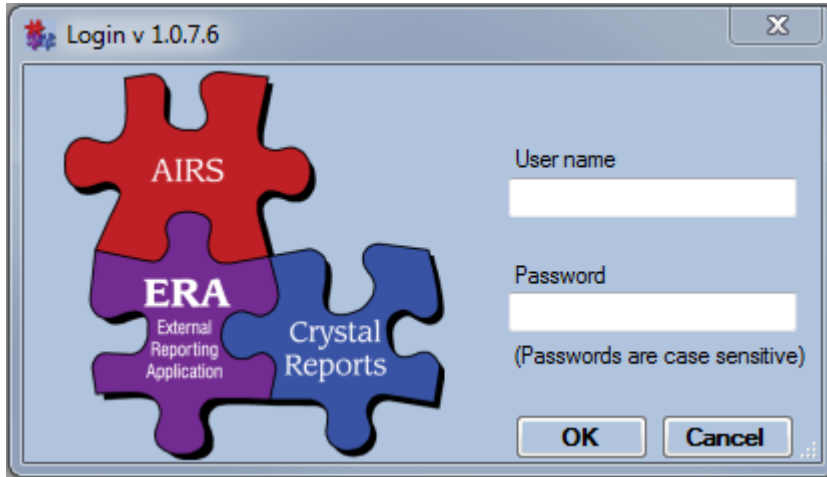 Login v 1.0.7.6
AIRS
ERA
External
Reporting
Application
Crystal
Reports
User name
Password
(Passwords are case sensitive)
OK
Cancel